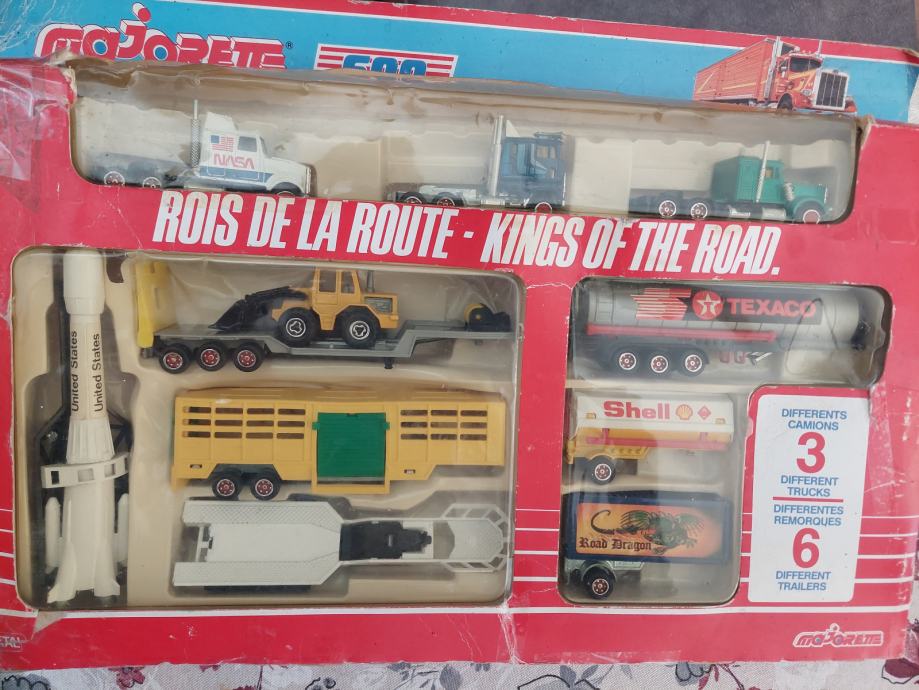 MAJORETTE®
600
NASA
ROIS DE LA ROUTE - KINGS OF THE ROAD.
United States
United States
TEXACO
Shell
Road Dragon
DIFFERENTS
CAMIONS
3
DIFFERENT
TRUCKS
DIFFERENTES
REMORQUES
6
DIFFERENT
TRAILERS
MAJORETTE